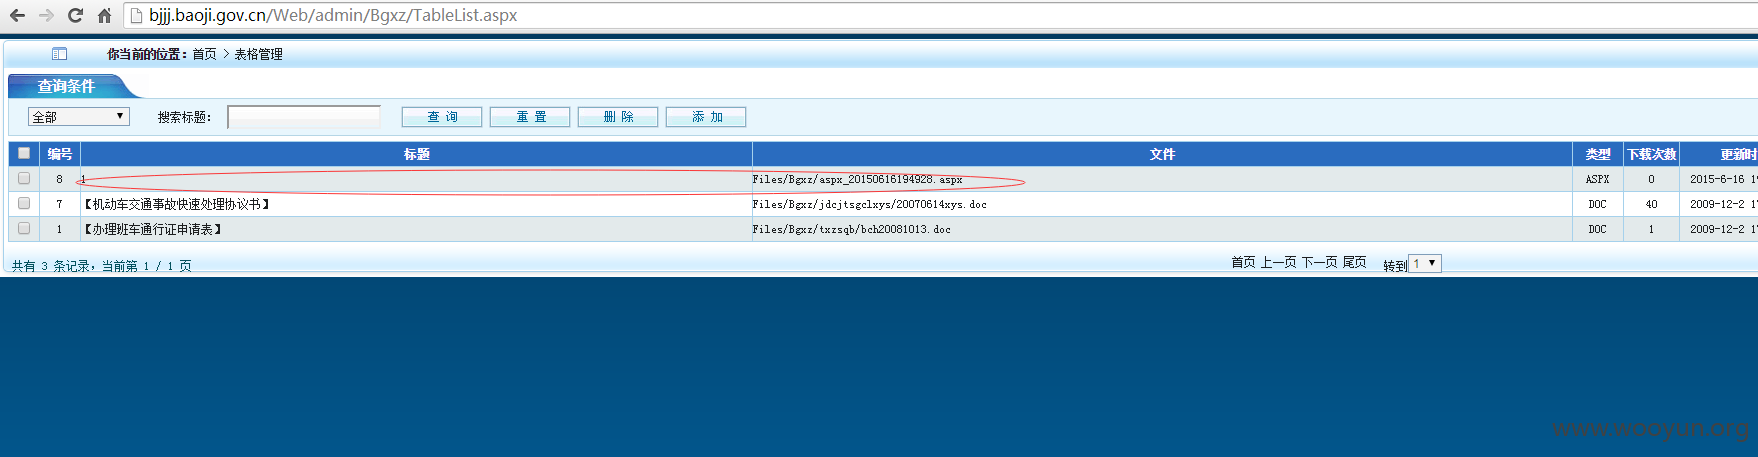 bjjj.baoji.gov.cn/Web/admin/Bgxz/TableList.aspx
你当前的位置：首页 > 表格管理
查询条件
全部 搜索标题： 查 询 重 置 删 除 添 加
编号 标题 文件 类型 下载次数 更新时
8 1 Files/Bgxz/aspx_20150616194928.aspx ASPX 0 2015-6-16 1
7 【机动车交通事故快速处理协议书】 Files/Bgxz/jdcjtsgclxys/20070614xys.doc DOC 40 2009-12-2 17
1 【办理班车通行证申请表】 Files/Bgxz/txzsqb/bch20081013.doc DOC 1 2009-12-2 17
共有 3 条记录，当前第 1 / 1 页 首页 上一页 下一页 尾页 转到 1
www.wooyun.org